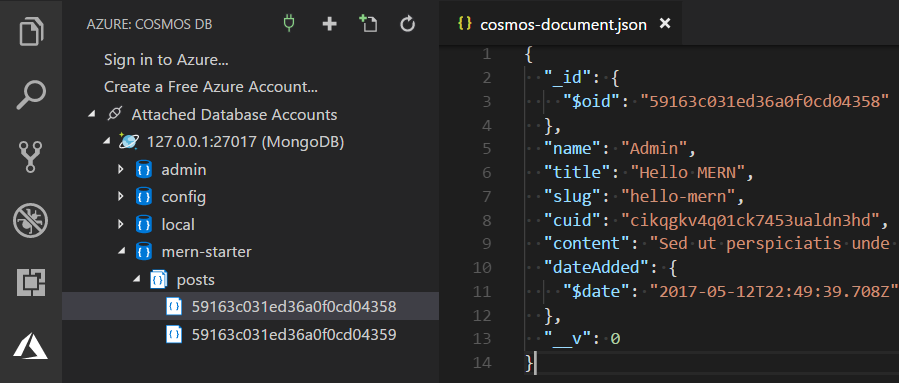 AZURE: COSMOS DB
Sign in to Azure...
Create a Free Azure Account...
Attached Database Accounts
127.0.0.1:27017 (MongoDB)
admin
config
local
mern-starter
posts
59163c031ed36a0f0cd04358
59163c031ed36a0f0cd04359
cosmos-document.json
1 {
2 "_id": {
3 "$oid": "59163c031ed36a0f0cd04358"
4 },
5 "name": "Admin",
6 "title": "Hello MERN",
7 "slug": "hello-mern",
8 "cuid": "cikqgkv4q01ck7453ualdn3hd",
9 "content": "Sed ut perspiciatis unde
10 "dateAdded": {
11 "$date": "2017-05-12T22:49:39.708Z"
12 },
13 "__v": 0
14 }